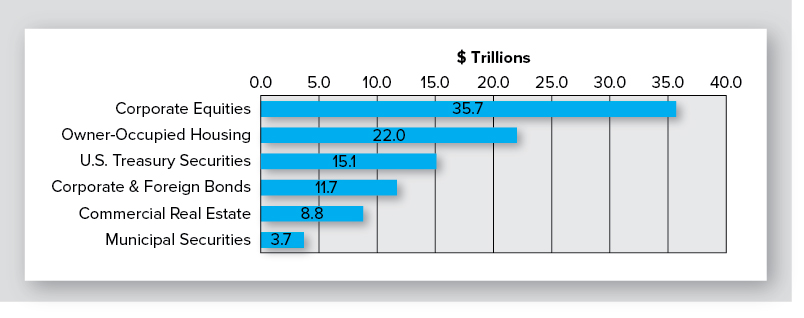 $ Trillions
0.0 5.0 10.0 15.0 20.0 25.0 30.0 35.0 40.0
Corporate Equities 35.7
Owner-Occupied Housing 22.0
U.S. Treasury Securities 15.1
Corporate & Foreign Bonds 11.7
Commercial Real Estate 8.8
Municipal Securities 3.7